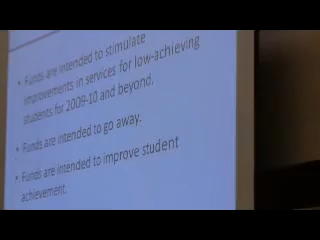 • Funds are intended to stimulate
improvements in services for low-achieving
students for 2009-10 and beyond.
• Funds are intended to go away.
• Funds are intended to improve student
achievement.